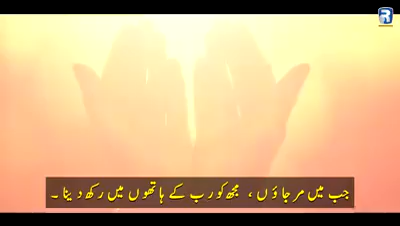 جب میں مر جاؤں ، مجھ کو رب کے ہاتھوں میں رکھ دینا ۔